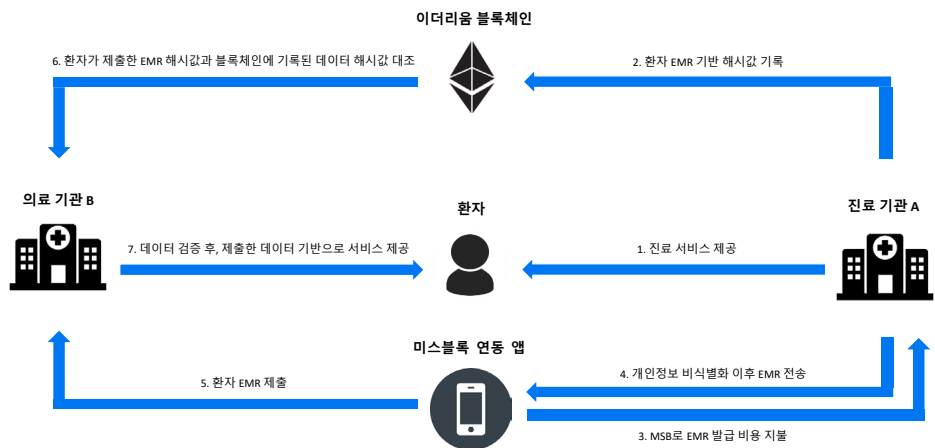 이더리움 블록체인
6. 환자가 제출한 EMR 해시값과 블록체인에 기록된 데이터 해시값 대조
2. 환자 EMR 기반 해시값 기록
의료 기관 B
환자
진료 기관 A
7. 데이터 검증 후, 제출한 데이터 기반으로 서비스 제공
1. 진료 서비스 제공
미스블록 연동 앱
5. 환자 EMR 제출
4. 개인정보 비식별화 이후 EMR 전송
3. MSB로 EMR 발급 비용 지불